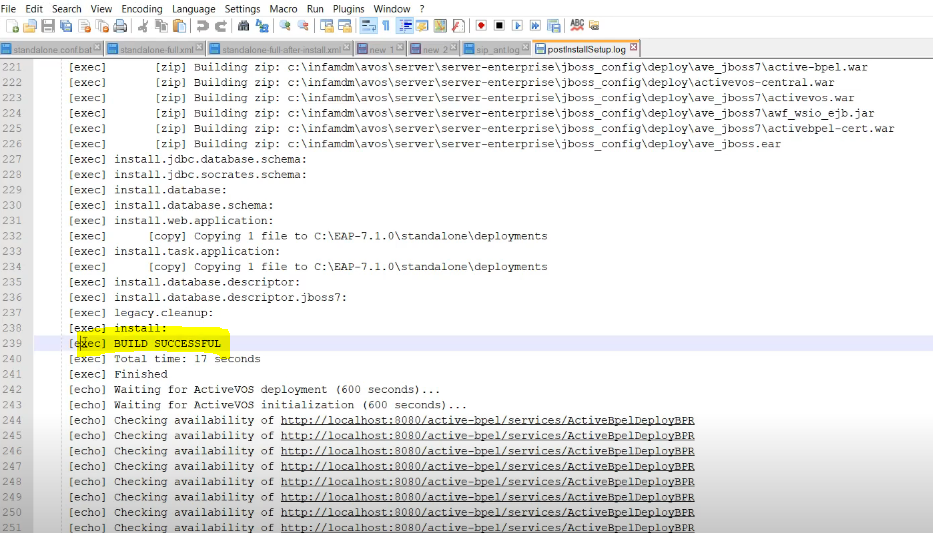 File Edit Search View Encoding Language Settings Macro Run Plugins Window ?
standalone.conf.bat standalone-full.xml standalone-full-after-install.xml new 1 new 2 sip_ant.log postInstallSetup.log
221 [exec] [zip] Building zip: c:\infamdm\avos\server\server-enterprise\jboss_config\deploy\ave_jboss7\active-bpel.war
222 [exec] [zip] Building zip: c:\infamdm\avos\server\server-enterprise\jboss_config\deploy\activevos-central.war
223 [exec] [zip] Building zip: c:\infamdm\avos\server\server-enterprise\jboss_config\deploy\ave_jboss7\activevos.war
224 [exec] [zip] Building zip: c:\infamdm\avos\server\server-enterprise\jboss_config\deploy\ave_jboss7\awf_wsio_ejb.jar
225 [exec] [zip] Building zip: c:\infamdm\avos\server\server-enterprise\jboss_config\deploy\ave_jboss7\activebpel-cert.war
226 [exec] [zip] Building zip: c:\infamdm\avos\server\server-enterprise\jboss_config\deploy\ave_jboss.ear
227 [exec] install.jdbc.database.schema:
228 [exec] install.jdbc.socrates.schema:
229 [exec] install.database:
230 [exec] install.database.schema:
231 [exec] install.web.application:
232 [exec] [copy] Copying 1 file to C:\EAP-7.1.0\standalone\deployments
233 [exec] install.task.application:
234 [exec] [copy] Copying 1 file to C:\EAP-7.1.0\standalone\deployments
235 [exec] install.database.descriptor:
236 [exec] install.database.descriptor.jboss7:
237 [exec] legacy.cleanup:
238 [exec] install:
239 [exec] BUILD SUCCESSFUL
240 [exec] Total time: 17 seconds
241 [exec] Finished
242 [echo] Waiting for ActiveVOS deployment (600 seconds)...
243 [echo] Waiting for ActiveVOS initialization (600 seconds)...
244 [echo] Checking availability of http://localhost:8080/active-bpel/services/ActiveBpelDeployBPR
245 [echo] Checking availability of http://localhost:8080/active-bpel/services/ActiveBpelDeployBPR
246 [echo] Checking availability of http://localhost:8080/active-bpel/services/ActiveBpelDeployBPR
247 [echo] Checking availability of http://localhost:8080/active-bpel/services/ActiveBpelDeployBPR
248 [echo] Checking availability of http://localhost:8080/active-bpel/services/ActiveBpelDeployBPR
249 [echo] Checking availability of http://localhost:8080/active-bpel/services/ActiveBpelDeployBPR
250 [echo] Checking availability of http://localhost:8080/active-bpel/services/ActiveBpelDeployBPR
251 [echo] Checking availability of http://localhost:8080/active-bpel/services/ActiveBpelDeployBPR